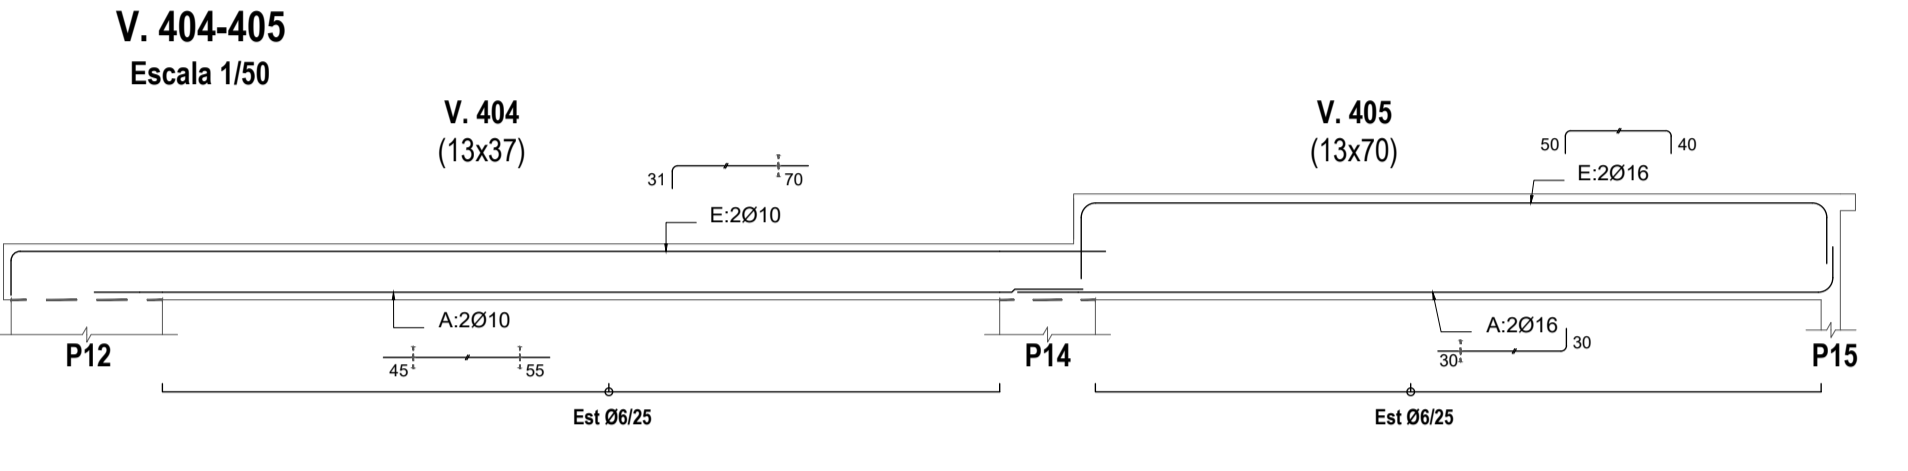 V. 404-405
Escala 1/50
V. 404
(13x37)
V. 405
(13x70)
31
70
E:2Ø10
50
40
E:2Ø16
A:2Ø10
45
55
A:2Ø16
30
30
P12
P14
P15
Est Ø6/25
Est Ø6/25